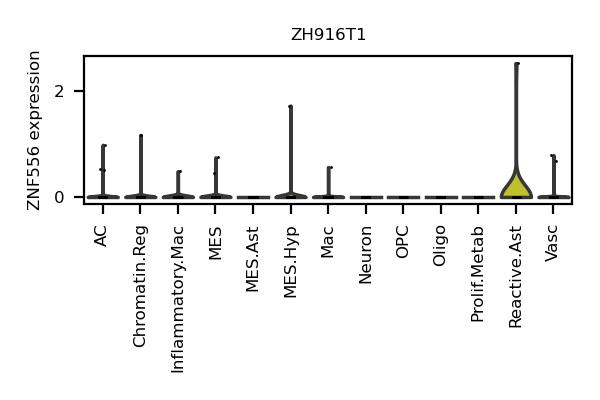 ZH916T1
ZNF556 expression
2
0
AC
Chromatin.Reg
Inflammatory.Mac
MES
MES.Ast
MES.Hyp
Mac
Neuron
OPC
Oligo
Prolif.Metab
Reactive.Ast
Vasc